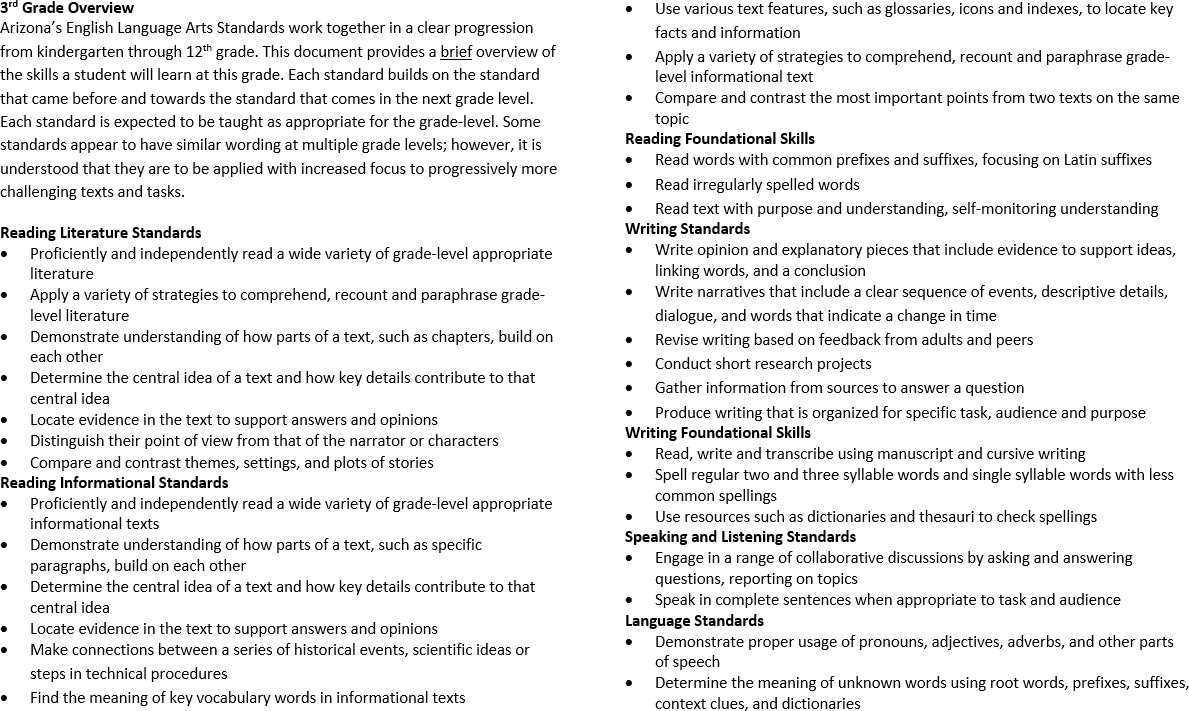 3rd Grade Overview
Arizona's English Language Arts Standards work together in a clear progression
from kindergarten through 12th grade. This document provides a brief overview of
the skills a student will learn at this grade. Each standard builds on the standard
that came before and towards the standard that comes in the next grade level.
Each standard is expected to be taught as appropriate for the grade-level. Some
standards appear to have similar wording at multiple grade levels; however, it is
understood that they are to be applied with increased focus to progressively more
challenging texts and tasks.
Reading Literature Standards
• Proficiently and independently read a wide variety of grade-level appropriate
literature
• Apply a variety of strategies to comprehend, recount and paraphrase grade-
level literature
• Demonstrate understanding of how parts of a text, such as chapters, build on
each other
• Determine the central idea of a text and how key details contribute to that
central idea
• Locate evidence in the text to support answers and opinions
• Distinguish their point of view from that of the narrator or characters
• Compare and contrast themes, settings, and plots of stories
Reading Informational Standards
• Proficiently and independently read a wide variety of grade-level appropriate
informational texts
• Demonstrate understanding of how parts of a text, such as specific
paragraphs, build on each other
• Determine the central idea of a text and how key details contribute to that
central idea
• Locate evidence in the text to support answers and opinions
• Make connections between a series of historical events, scientific ideas or
steps in technical procedures
• Find the meaning of key vocabulary words in informational texts
• Use various text features, such as glossaries, icons and indexes, to locate key
facts and information
• Apply a variety of strategies to comprehend, recount and paraphrase grade-
level informational text
• Compare and contrast the most important points from two texts on the same
topic
Reading Foundational Skills
• Read words with common prefixes and suffixes, focusing on Latin suffixes
• Read irregularly spelled words
• Read text with purpose and understanding, self-monitoring understanding
Writing Standards
• Write opinion and explanatory pieces that include evidence to support ideas,
linking words, and a conclusion
• Write narratives that include a clear sequence of events, descriptive details,
dialogue, and words that indicate a change in time
• Revise writing based on feedback from adults and peers
• Conduct short research projects
• Gather information from sources to answer a question
• Produce writing that is organized for specific task, audience and purpose
Writing Foundational Skills
• Read, write and transcribe using manuscript and cursive writing
• Spell regular two and three syllable words and single syllable words with less
common spellings
• Use resources such as dictionaries and thesauri to check spellings
Speaking and Listening Standards
• Engage in a range of collaborative discussions by asking and answering
questions, reporting on topics
• Speak in complete sentences when appropriate to task and audience
Language Standards
• Demonstrate proper usage of pronouns, adjectives, adverbs, and other parts
of speech
• Determine the meaning of unknown words using root words, prefixes, suffixes,
context clues, and dictionaries